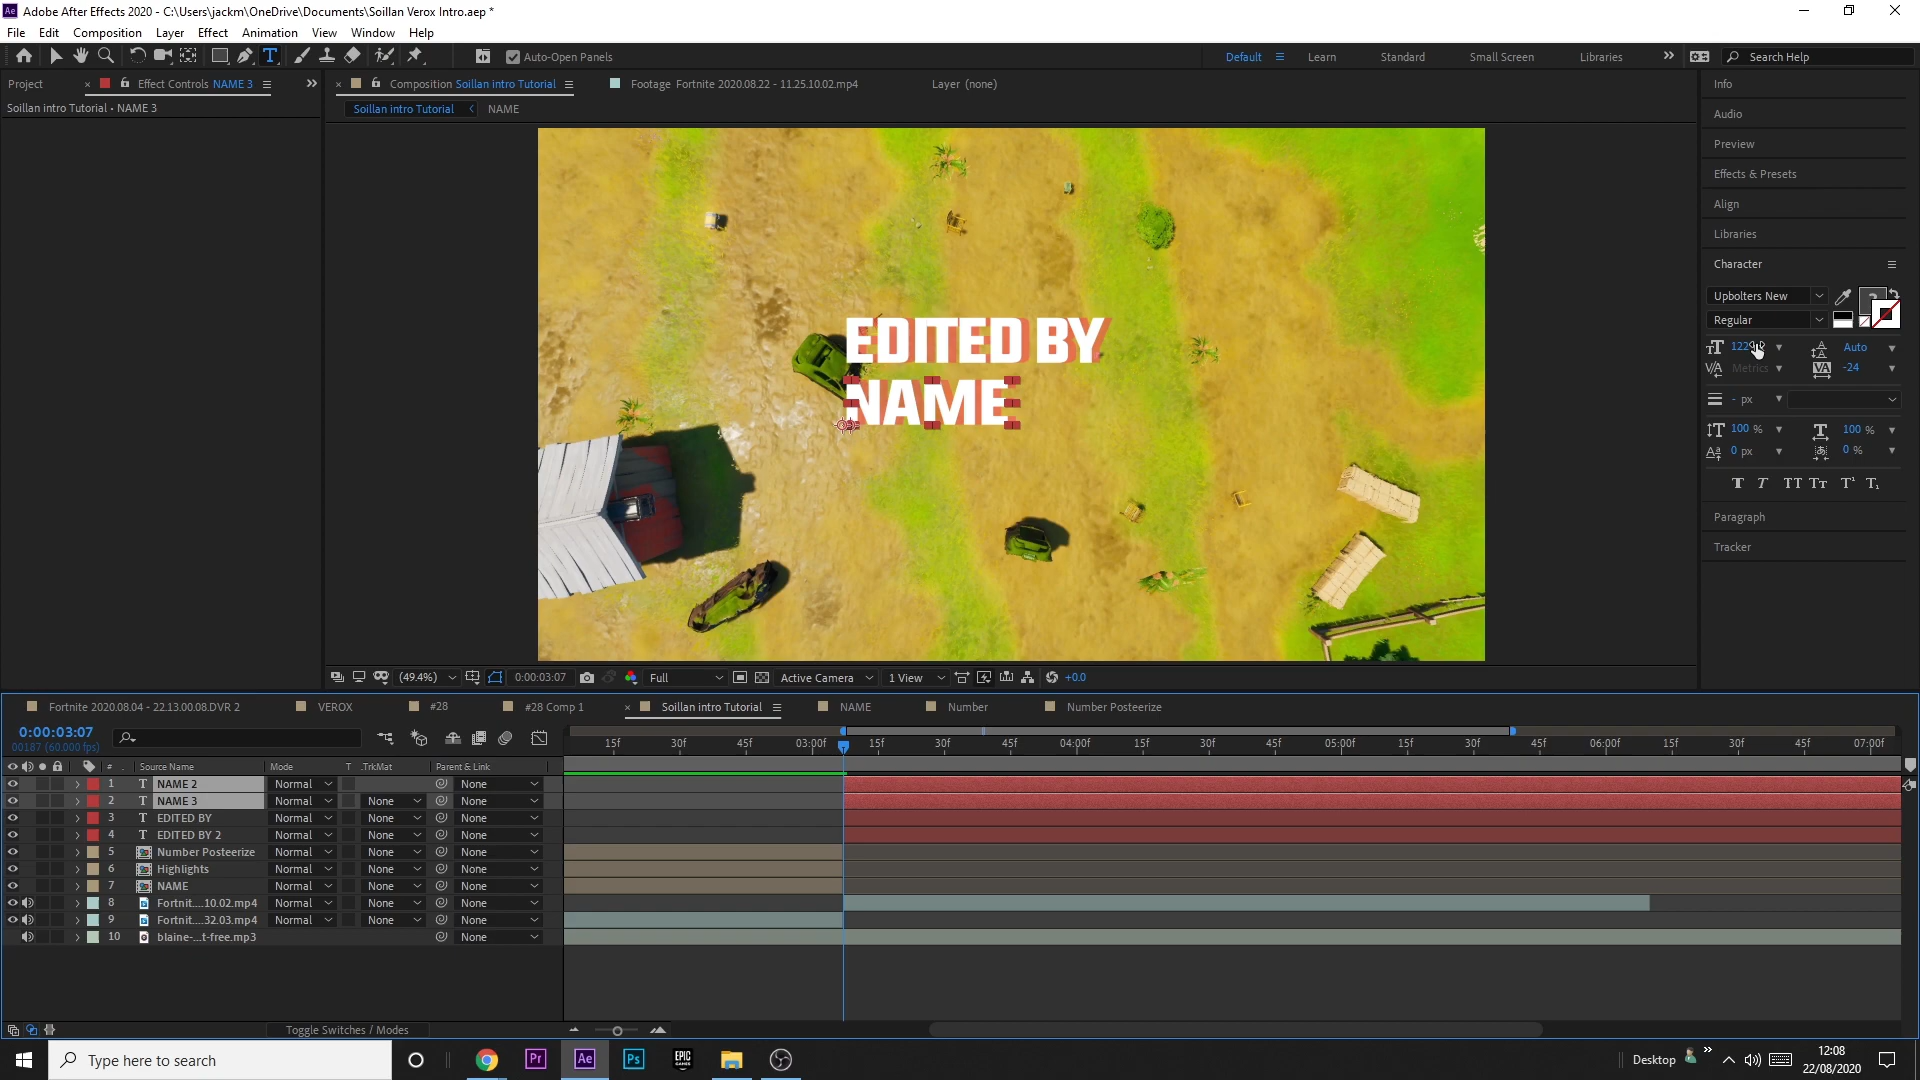 Ae Adobe After Effects 2020 - C:\Users\jackm\OneDrive\Documents\Soillan Verox Intro.aep *
File Edit Composition Layer Effect Animation View Window Help
Auto-Open Panels
Default Learn Standard Small Screen Libraries Search Help
Project Effect Controls NAME 3
Composition Soillan intro Tutorial Footage Fortnite 2020.08.22 - 11.25.10.02.mp4 Layer (none)
Soillan intro Tutorial • NAME 3
Soillan intro Tutorial NAME
EDITED BY
NAME
Info
Audio
Preview
Effects & Presets
Align
Libraries
Character
Upbolters New
Regular
122 Auto
Metrics -24
- px
100 % 100 %
0 px 0 %
T T TT Tt T¹ T₁
Paragraph
Tracker
(49.4%) 0:00:03:07 Full Active Camera 1 View +0.0
Fortnite 2020.08.04 - 22.13.00.08.DVR 2 VEROX #28 #28 Comp 1 Soillan intro Tutorial NAME Number Number Posteerize
0:00:03:07
00187 (60.000 fps)
15f 30f 45f 03:00f 15f 30f 45f 04:00f 15f 30f 45f 05:00f 15f 30f 45f 06:00f 15f 30f 45f 07:00f
# Source Name Mode T .TrkMat Parent & Link
1 T NAME 2 Normal None
2 T NAME 3 Normal None None
3 T EDITED BY Normal None None
4 T EDITED BY 2 Normal None None
5 Number Posteerize Normal None None
6 Highlights Normal None None
7 NAME Normal None None
8 Fortnit....10.02.mp4 Normal None None
9 Fortnit....32.03.mp4 Normal None None
10 blaine-...t-free.mp3 None
Toggle Switches / Modes
Type here to search
Pr Ae Ps EPIC GAMES
Desktop
12:08
22/08/2020